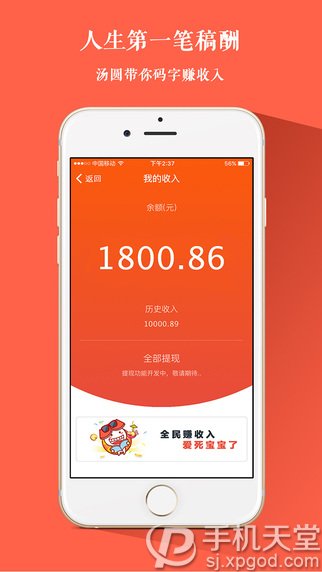 人生第一笔稿酬
汤圆带你码字赚收入
中国移动 下午2:37 56%
返回 我的收入
余额(元)
1800.86
历史收入
10000.89
全部提现
提现功能开发中，敬请期待..
全民赚收入
爱死宝宝了
手机天堂
sj.xpgod.com